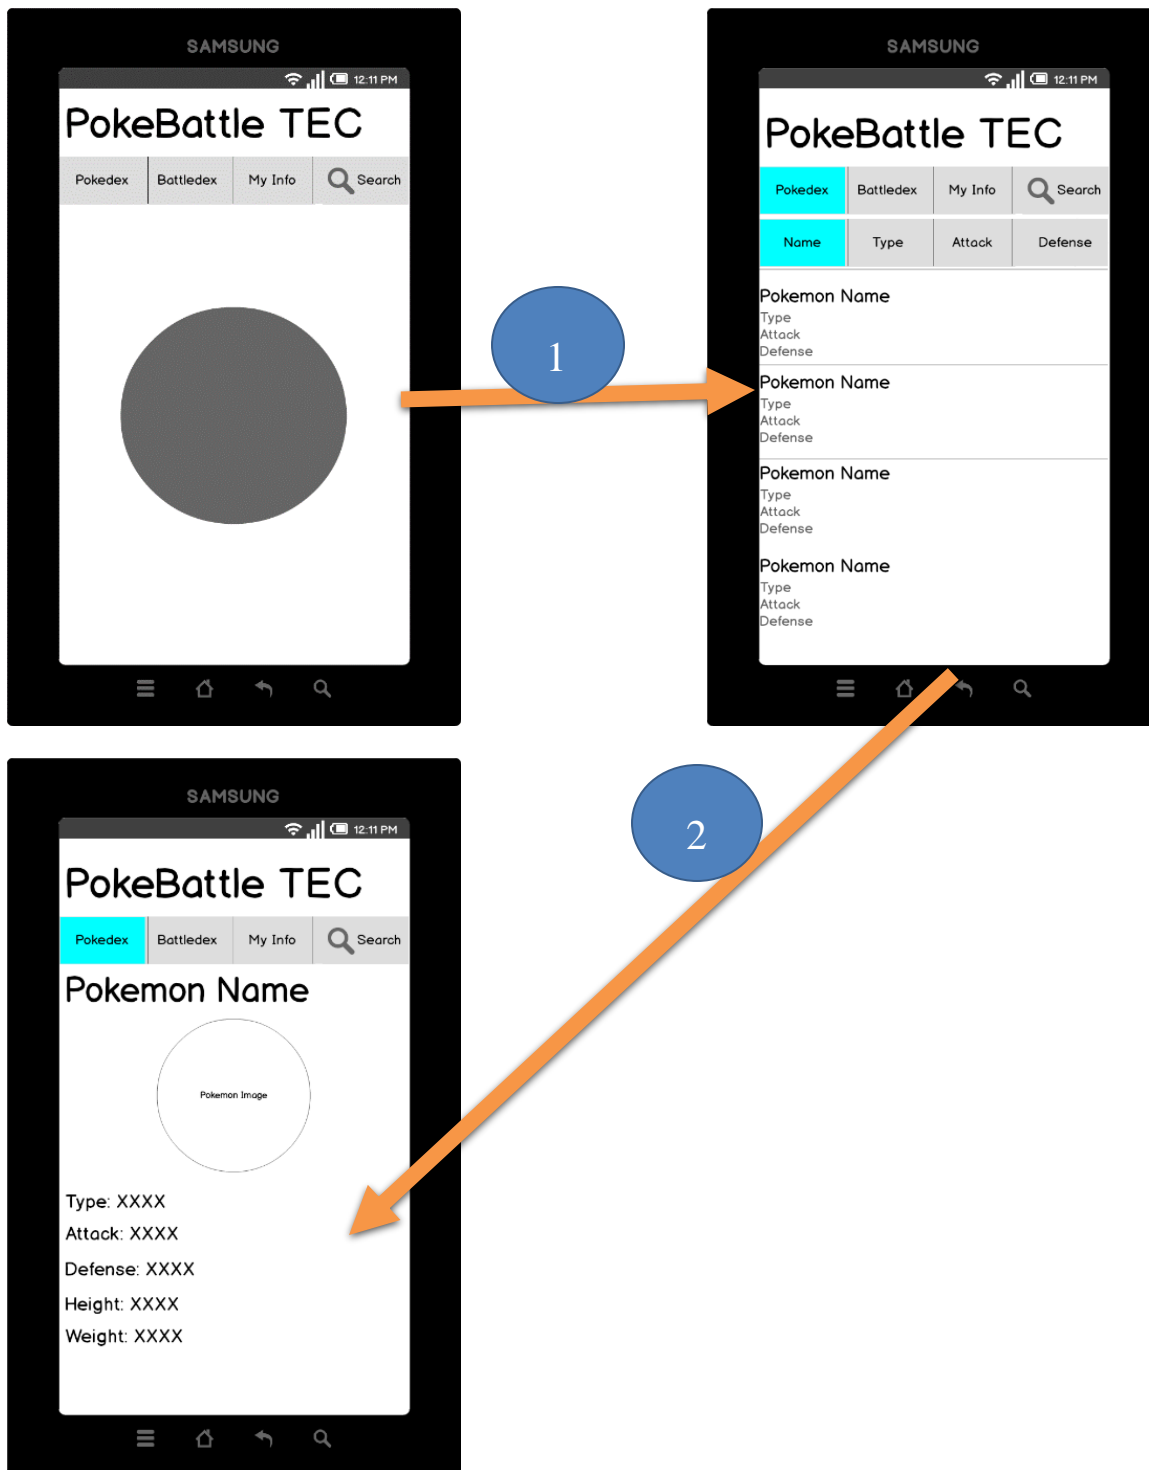 SAMSUNG
12:11 PM
PokeBattle TEC
Pokedex Battledex My Info Search
1
SAMSUNG
12:11 PM
PokeBattle TEC
Pokedex Battledex My Info Search
Name Type Attack Defense
Pokemon Name
Type
Attack
Defense
Pokemon Name
Type
Attack
Defense
Pokemon Name
Type
Attack
Defense
Pokemon Name
Type
Attack
Defense
2
SAMSUNG
12:11 PM
PokeBattle TEC
Pokedex Battledex My Info Search
Pokemon Name
Pokemon Image
Type: XXXX
Attack: XXXX
Defense: XXXX
Height: XXXX
Weight: XXXX